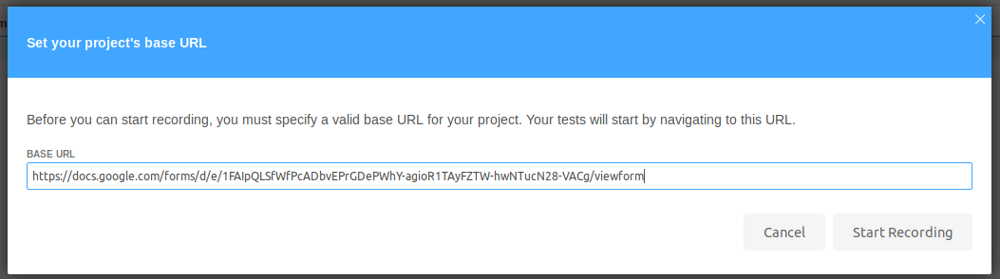 Set your project's base URL
Before you can start recording, you must specify a valid base URL for your project. Your tests will start by navigating to this URL.
BASE URL
https://docs.google.com/forms/d/e/1FAIpQLSfWfPcADbvEPrGDePWhY-agioR1TAyFZTW-hwNTucN28-VACg/viewform
Cancel Start Recording